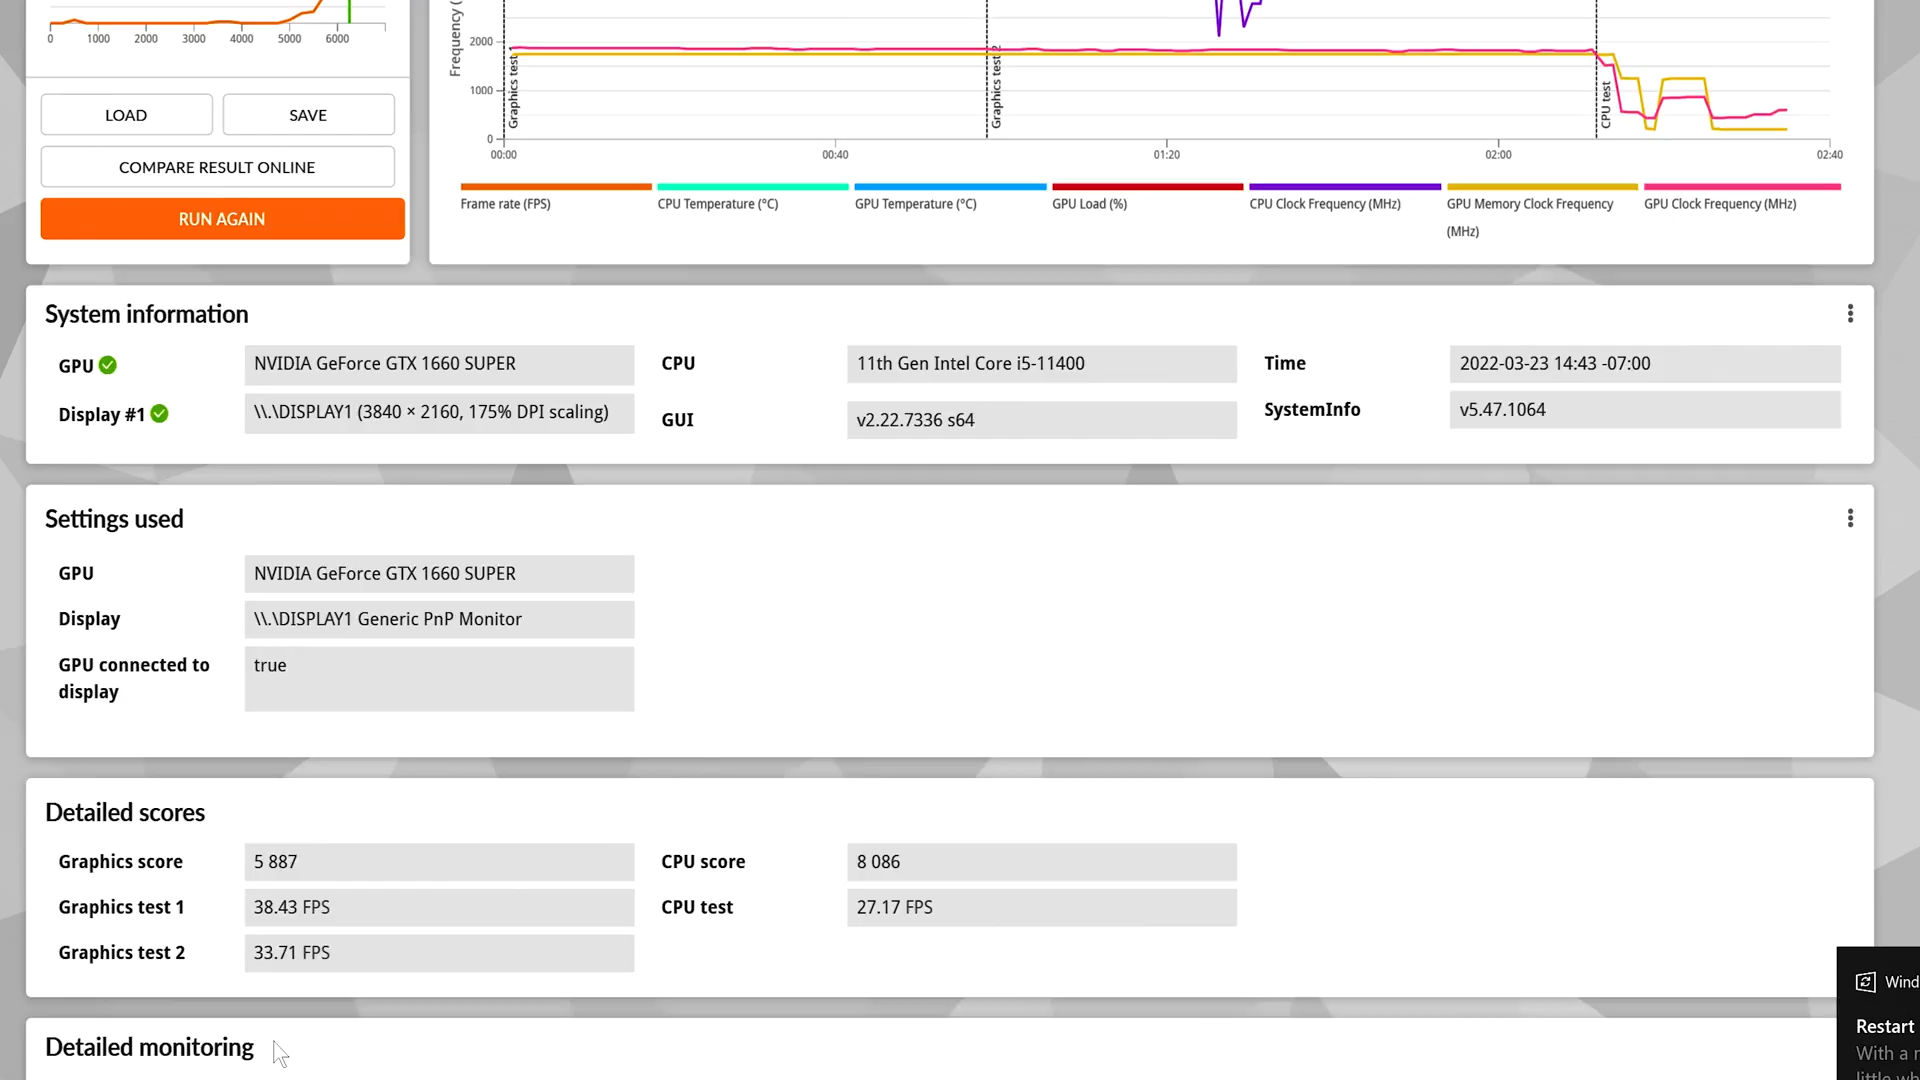 Frequency (
0 1000 2000 3000 4000 5000 6000
LOAD
SAVE
COMPARE RESULT ONLINE
RUN AGAIN
2000
1000
0
Graphics test
Graphics test 2
CPU test
00:00 00:40 01:20 02:00 02:40
Frame rate (FPS)
CPU Temperature (°C)
GPU Temperature (°C)
GPU Load (%)
CPU Clock Frequency (MHz)
GPU Memory Clock Frequency
(MHz)
GPU Clock Frequency (MHz)
System information
GPU NVIDIA GeForce GTX 1660 SUPER
Display #1 \\.\DISPLAY1 (3840 × 2160, 175% DPI scaling)
CPU 11th Gen Intel Core i5-11400
GUI v2.22.7336 s64
Time 2022-03-23 14:43 -07:00
SystemInfo v5.47.1064
Settings used
GPU NVIDIA GeForce GTX 1660 SUPER
Display \\.\DISPLAY1 Generic PnP Monitor
GPU connected to
display
true
Detailed scores
Graphics score 5 887
Graphics test 1 38.43 FPS
Graphics test 2 33.71 FPS
CPU score 8 086
CPU test 27.17 FPS
Detailed monitoring
Wind
Restart
With a r
little wh